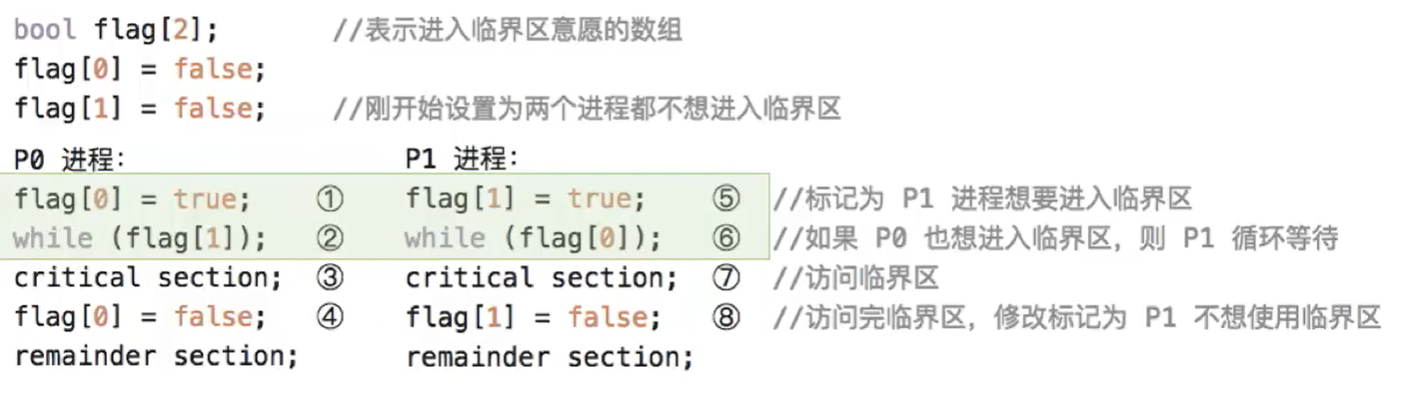 bool flag[2]; //表示进入临界区意愿的数组
flag[0] = false;
flag[1] = false; //刚开始设置为两个进程都不想进入临界区
P0 进程： P1 进程：
flag[0] = true; ① flag[1] = true; ⑤ //标记为 P1 进程想要进入临界区
while (flag[1]); ② while (flag[0]); ⑥ //如果 P0 也想进入临界区，则 P1 循环等待
critical section; ③ critical section; ⑦ //访问临界区
flag[0] = false; ④ flag[1] = false; ⑧ //访问完临界区，修改标记为 P1 不想使用临界区
remainder section; remainder section;